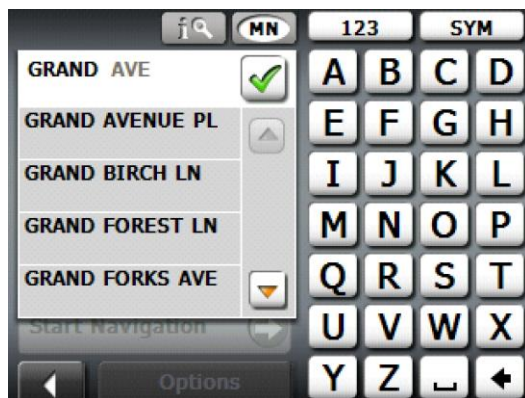 MN
123 SYM
GRAND AVE
GRAND AVENUE PL
GRAND BIRCH LN
GRAND FOREST LN
GRAND FORKS AVE
Start Navigation
Options
A B C D
E F G H
I J K L
M N O P
Q R S T
U V W X
Y Z